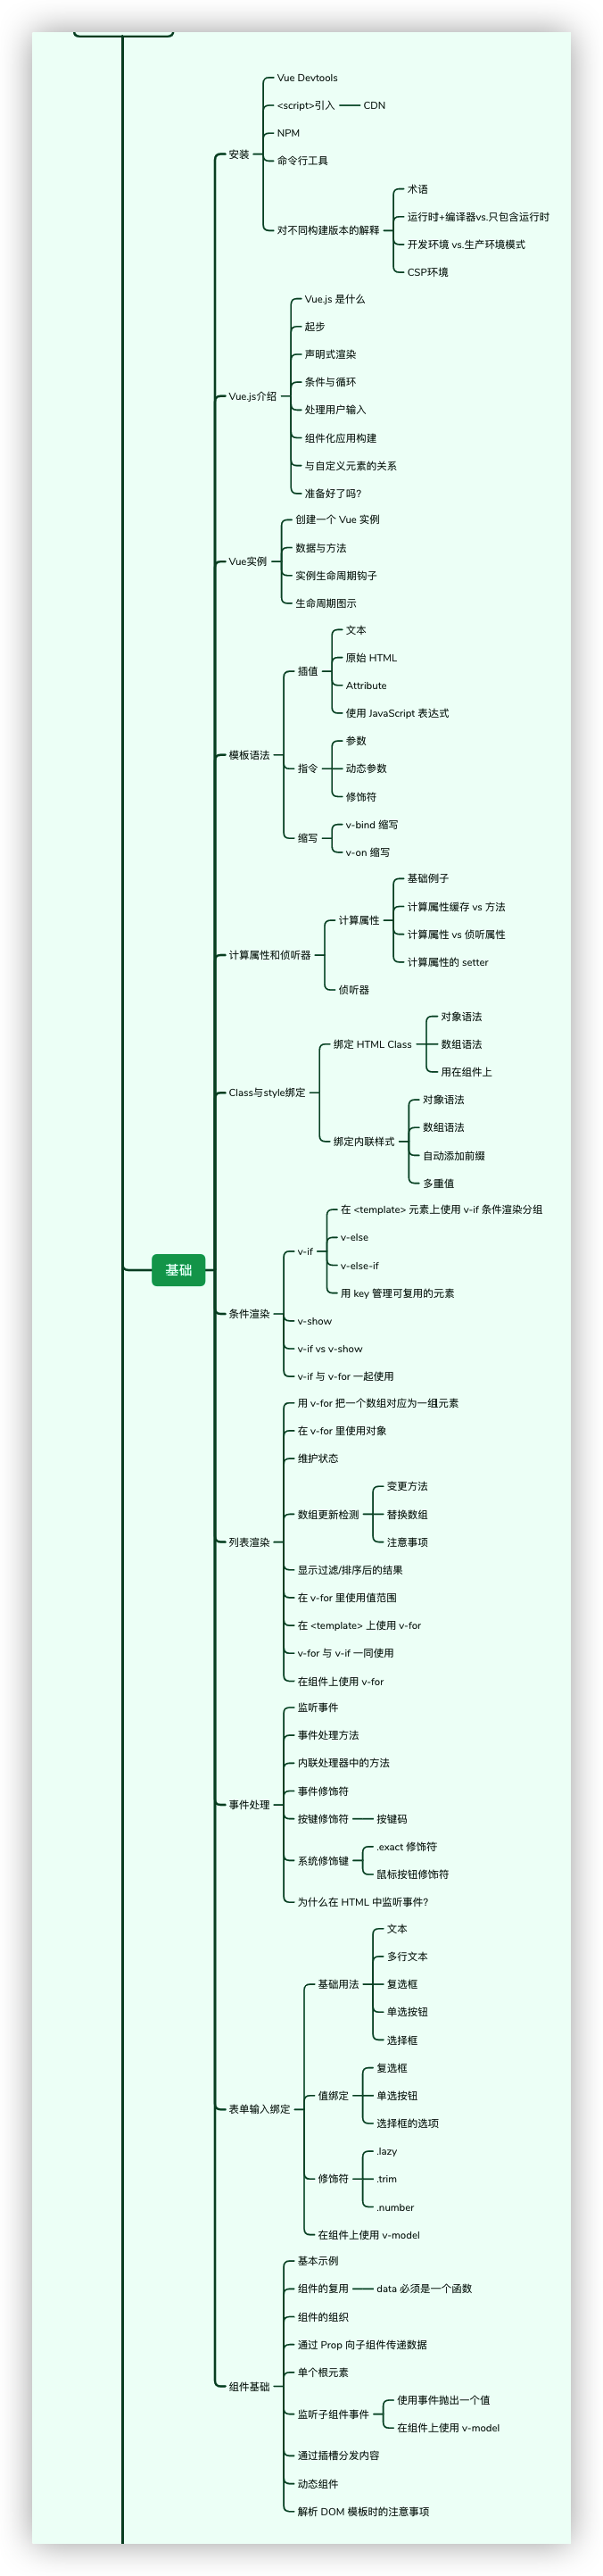 基础
安装
Vue Devtools
<script>引入
CDN
NPM
命令行工具
对不同构建版本的解释
术语
运行时+编译器vs.只包含运行时
开发环境 vs.生产环境模式
CSP环境
Vue.js介绍
Vue.js 是什么
起步
声明式渲染
条件与循环
处理用户输入
组件化应用构建
与自定义元素的关系
准备好了吗?
Vue实例
创建一个 Vue 实例
数据与方法
实例生命周期钩子
生命周期图示
模板语法
插值
文本
原始 HTML
Attribute
使用 JavaScript 表达式
指令
参数
动态参数
修饰符
缩写
v-bind 缩写
v-on 缩写
计算属性和侦听器
计算属性
基础例子
计算属性缓存 vs 方法
计算属性 vs 侦听属性
计算属性的 setter
侦听器
Class与style绑定
绑定 HTML Class
对象语法
数组语法
用在组件上
绑定内联样式
对象语法
数组语法
自动添加前缀
多重值
条件渲染
v-if
在 <template> 元素上使用 v-if 条件渲染分组
v-else
v-else-if
用 key 管理可复用的元素
v-show
v-if vs v-show
v-if 与 v-for 一起使用
列表渲染
用 v-for 把一个数组对应为一组元素
在 v-for 里使用对象
维护状态
数组更新检测
变更方法
替换数组
注意事项
显示过滤/排序后的结果
在 v-for 里使用值范围
在 <template> 上使用 v-for
v-for 与 v-if 一同使用
在组件上使用 v-for
事件处理
监听事件
事件处理方法
内联处理器中的方法
事件修饰符
按键修饰符
按键码
系统修饰键
.exact 修饰符
鼠标按钮修饰符
为什么在 HTML 中监听事件?
表单输入绑定
基础用法
文本
多行文本
复选框
单选按钮
选择框
值绑定
复选框
单选按钮
选择框的选项
修饰符
.lazy
.trim
.number
在组件上使用 v-model
组件基础
基本示例
组件的复用
data 必须是一个函数
组件的组织
通过 Prop 向子组件传递数据
单个根元素
监听子组件事件
使用事件抛出一个值
在组件上使用 v-model
通过插槽分发内容
动态组件
解析 DOM 模板时的注意事项